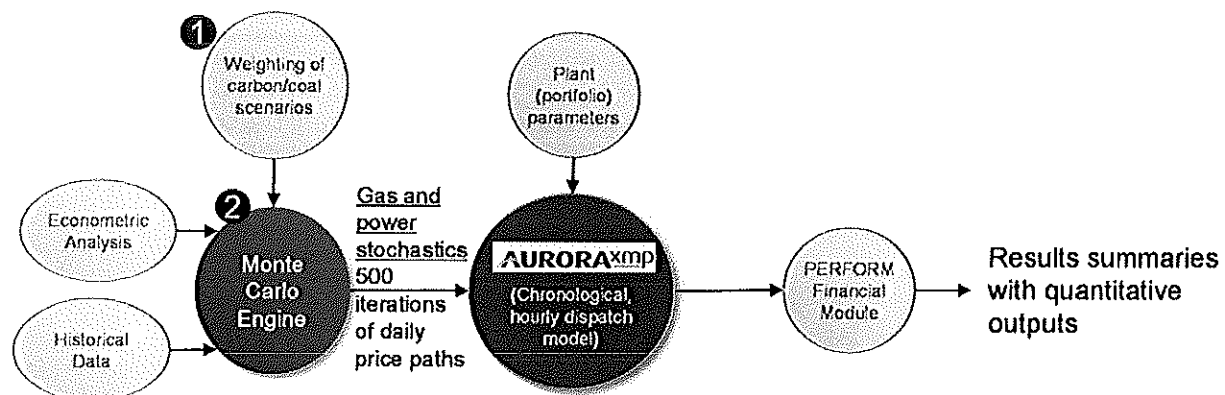 1
Weighting of
carbon/coal
scenarios
Plant
(portfolio)
parameters
Econometric
Analysis
Historical
Data
2
Monte
Carlo
Engine
Gas and
power
stochastics
500
iterations
of daily
price paths
AURORAxmp
(Chronological,
hourly dispatch
model)
PERFORM
Financial
Module
Results summaries
with quantitative
outputs